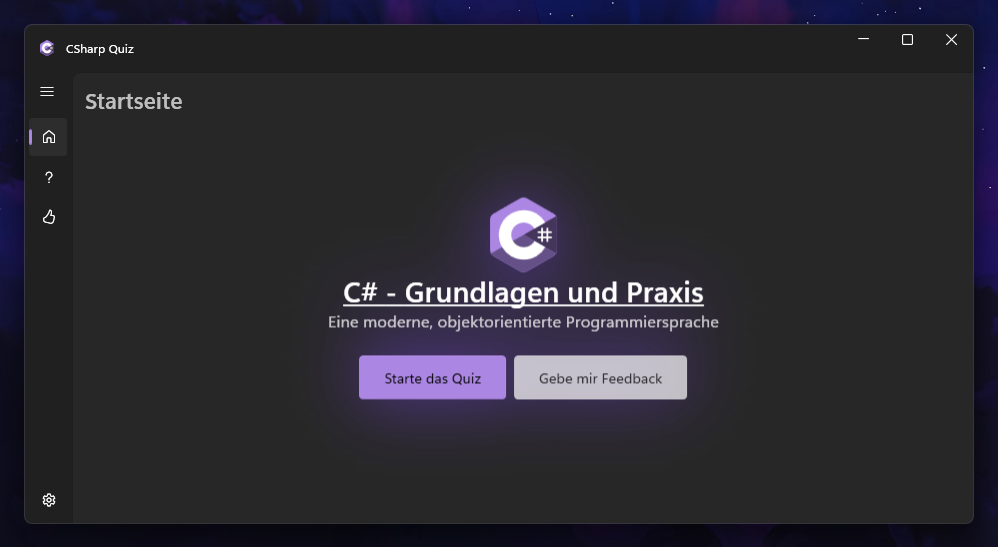 CSharp Quiz
Startseite
?
C#
C# - Grundlagen und Praxis
Eine moderne, objektorientierte Programmiersprache
Starte das Quiz
Gebe mir Feedback